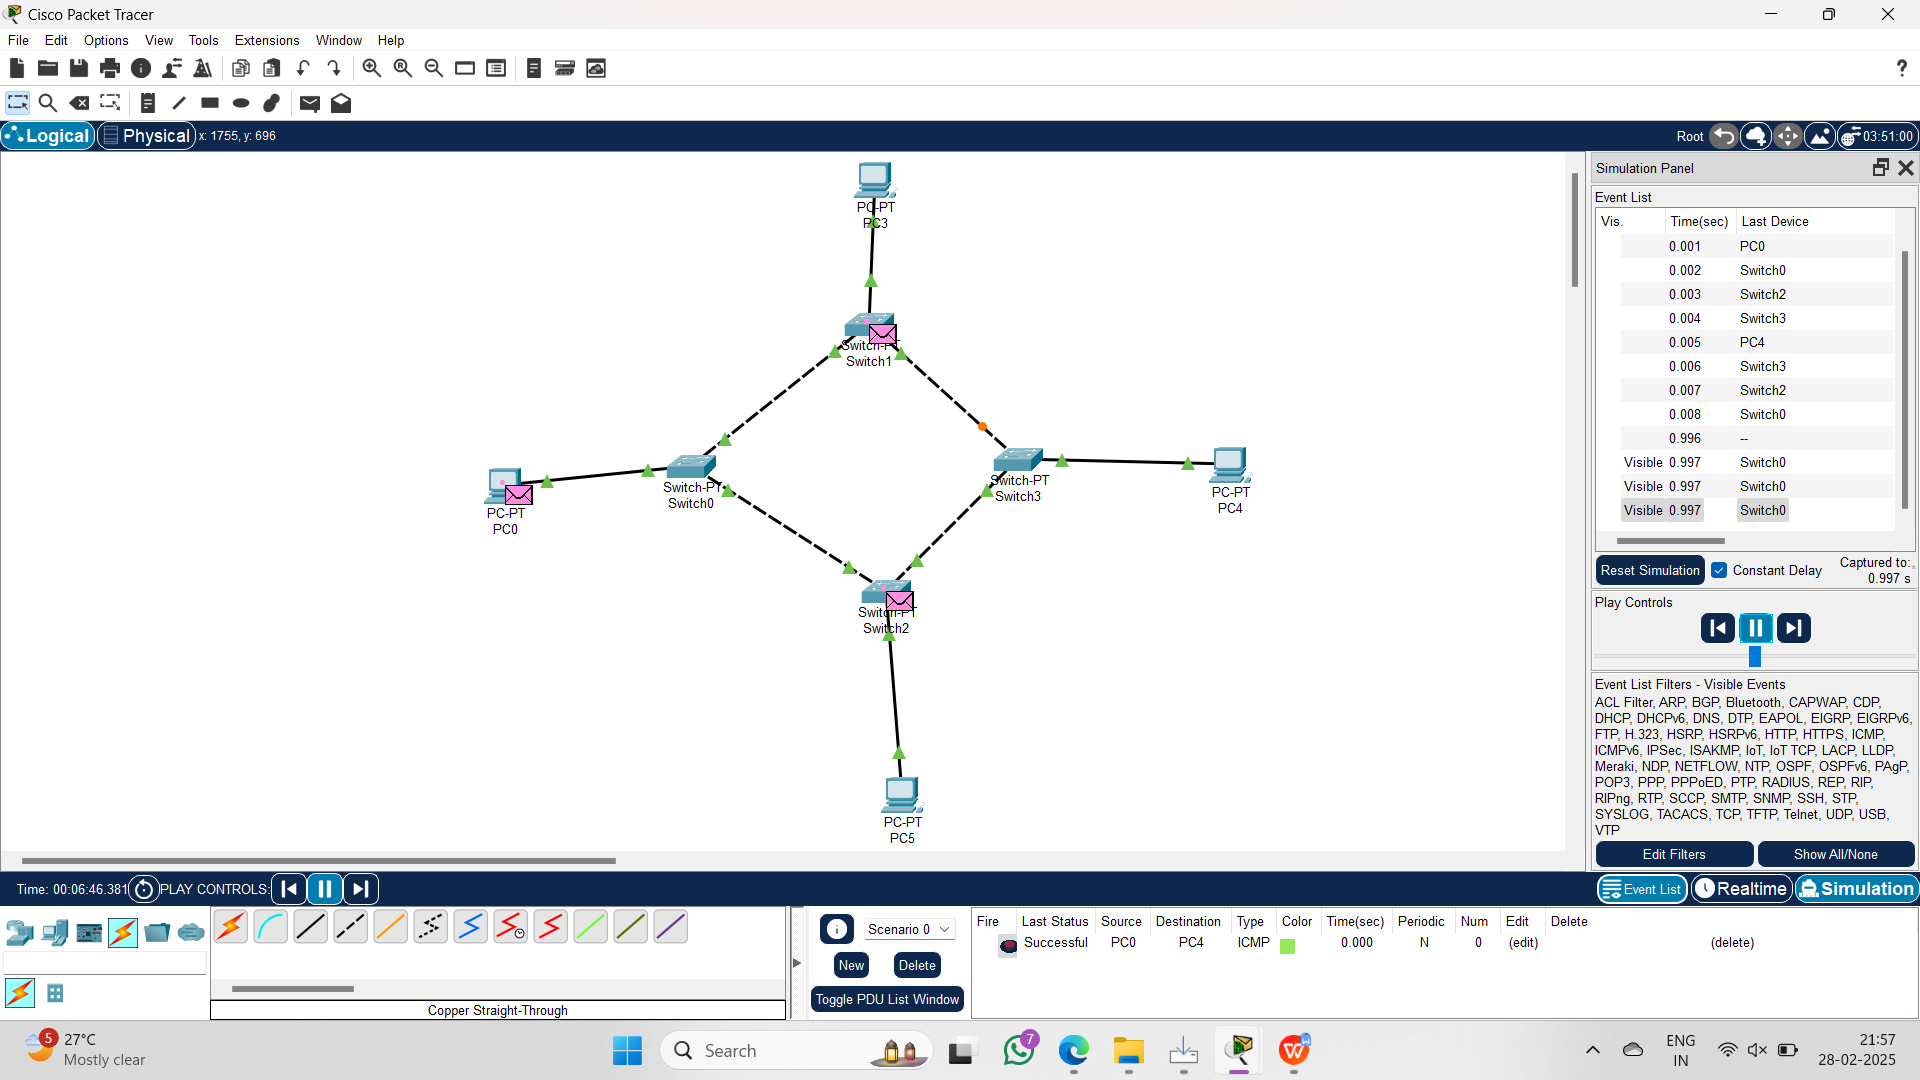 Cisco Packet Tracer
File Edit Options View Tools Extensions Window Help
?
Logical Physical x: 1755, y: 696
Root 03:51:00
PC-PT
PC3
Switch-PT
Switch1
PC-PT
PC0
Switch-PT
Switch0
Switch-PT
Switch3
PC-PT
PC4
Switch-PT
Switch2
PC-PT
PC5
Simulation Panel
Event List
Vis. Time(sec) Last Device
0.001 PC0
0.002 Switch0
0.003 Switch2
0.004 Switch3
0.005 PC4
0.006 Switch3
0.007 Switch2
0.008 Switch0
0.996 --
Visible 0.997 Switch0
Visible 0.997 Switch0
Visible 0.997 Switch0
Reset Simulation Constant Delay Captured to:
0.997 s
Play Controls
Event List Filters - Visible Events
ACL Filter, ARP, BGP, Bluetooth, CAPWAP, CDP,
DHCP, DHCPv6, DNS, DTP, EAPOL, EIGRP, EIGRPv6,
FTP, H.323, HSRP, HSRPv6, HTTP, HTTPS, ICMP,
ICMPv6, IPSec, ISAKMP, IoT, IoT TCP, LACP, LLDP,
Meraki, NDP, NETFLOW, NTP, OSPF, OSPFv6, PAgP,
POP3, PPP, PPPoED, PTP, RADIUS, REP, RIP,
RIPng, RTP, SCCP, SMTP, SNMP, SSH, STP,
SYSLOG, TACACS, TCP, TFTP, Telnet, UDP, USB,
VTP
Edit Filters Show All/None
Time: 00:06:46.381 PLAY CONTROLS:
Event List Realtime Simulation
Copper Straight-Through
Scenario 0
New Delete
Toggle PDU List Window
Fire Last Status Source Destination Type Color Time(sec) Periodic Num Edit Delete
Successful PC0 PC4 ICMP 0.000 N 0 (edit) (delete)
5
27°C
Mostly clear
Search
7
ENG
IN
21:57
28-02-2025